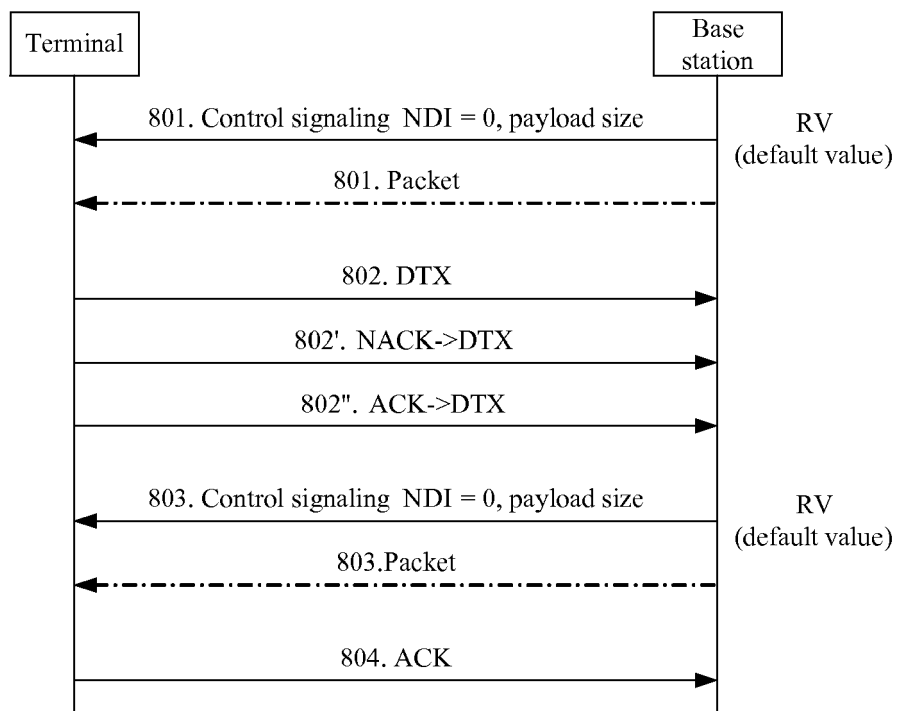 Terminal
Base
station
801. Control signaling NDI = 0, payload size
RV
(default value)
801. Packet
802. DTX
802'. NACK->DTX
802". ACK->DTX
803. Control signaling NDI = 0, payload size
RV
(default value)
803.Packet
804. ACK